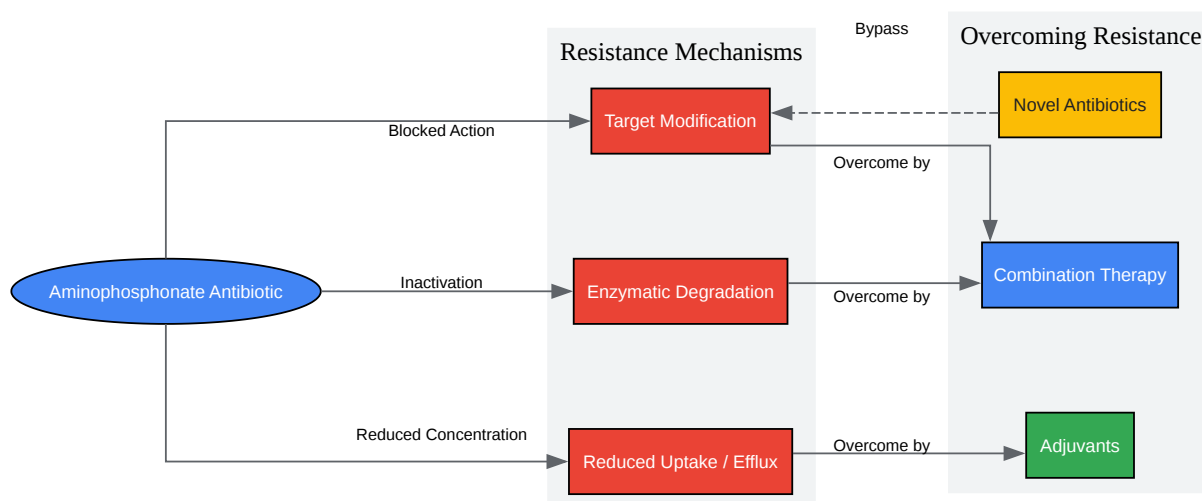 Bypass
Overcoming Resistance
Resistance Mechanisms
Novel Antibiotics
Target Modification
Blocked Action
Overcome by
Combination Therapy
Aminophosphonate Antibiotic
Inactivation
Enzymatic Degradation
Overcome by
Reduced Concentration
Reduced Uptake / Efflux
Overcome by
Adjuvants